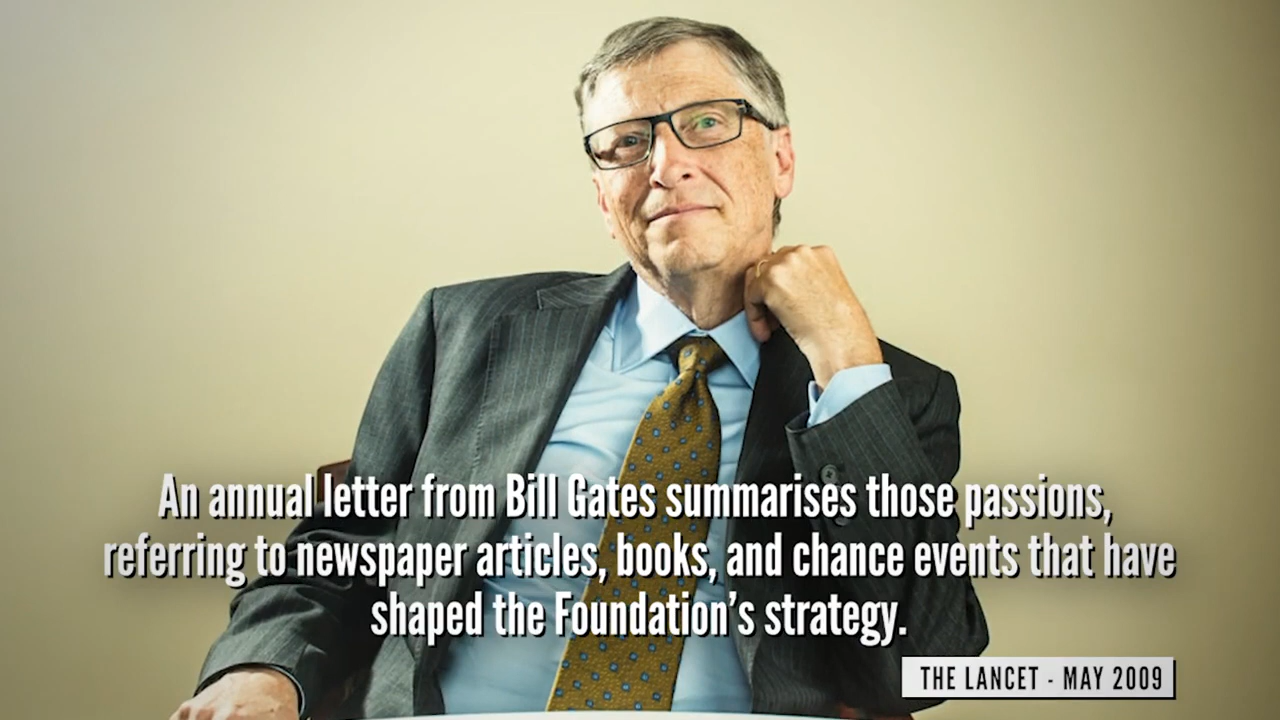 An annual letter from Bill Gates summarises those passions,
referring to newspaper articles, books, and chance events that have
shaped the Foundation’s strategy.
THE LANCET - MAY 2009